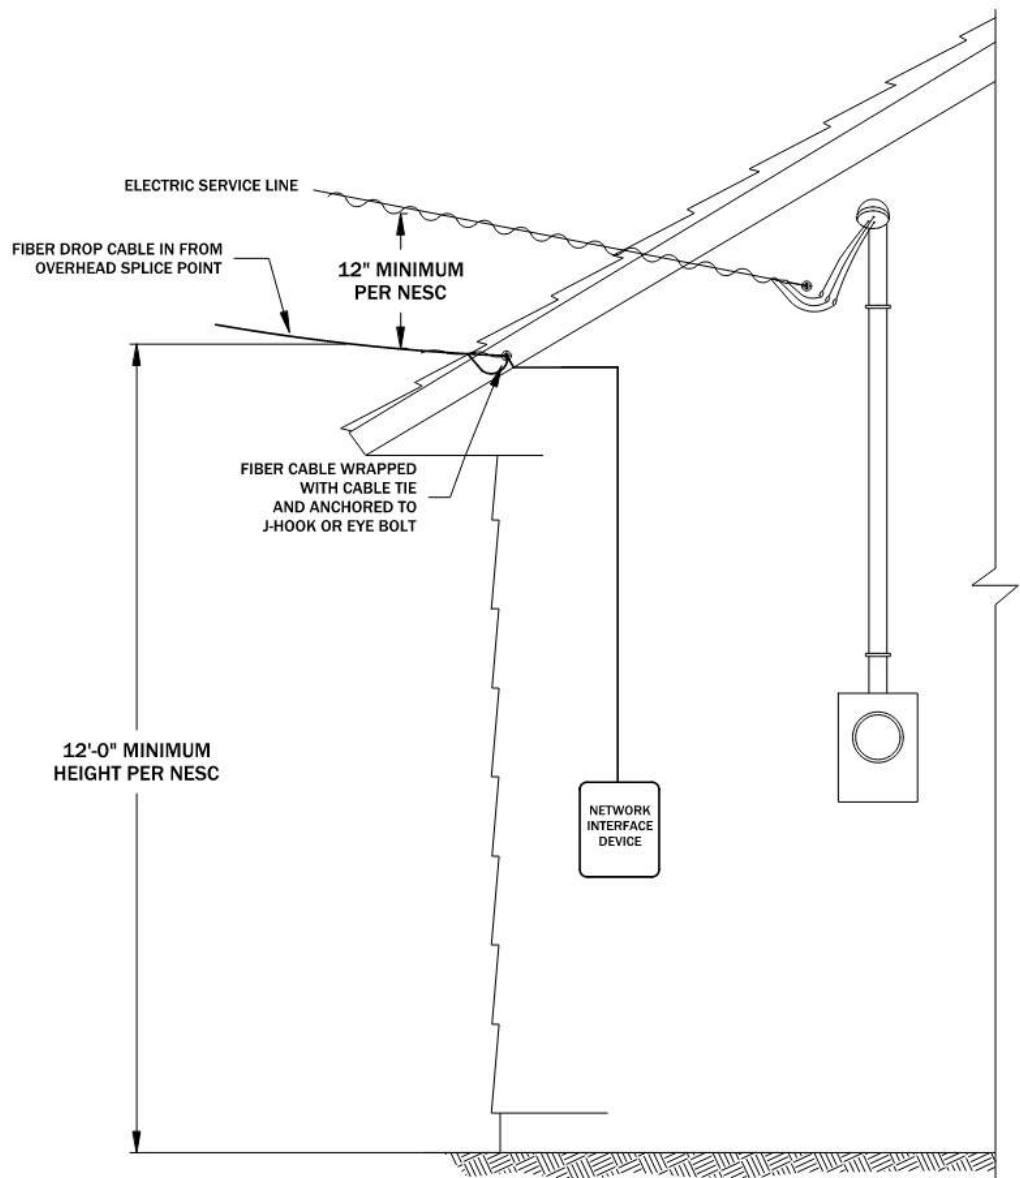 ELECTRIC SERVICE LINE
FIBER DROP CABLE IN FROM
OVERHEAD SPLICE POINT
12" MINIMUM
PER NESC
FIBER CABLE WRAPPED
WITH CABLE TIE
AND ANCHORED TO
J-HOOK OR EYE BOLT
12'-0" MINIMUM
HEIGHT PER NESC
NETWORK
INTERFACE
DEVICE